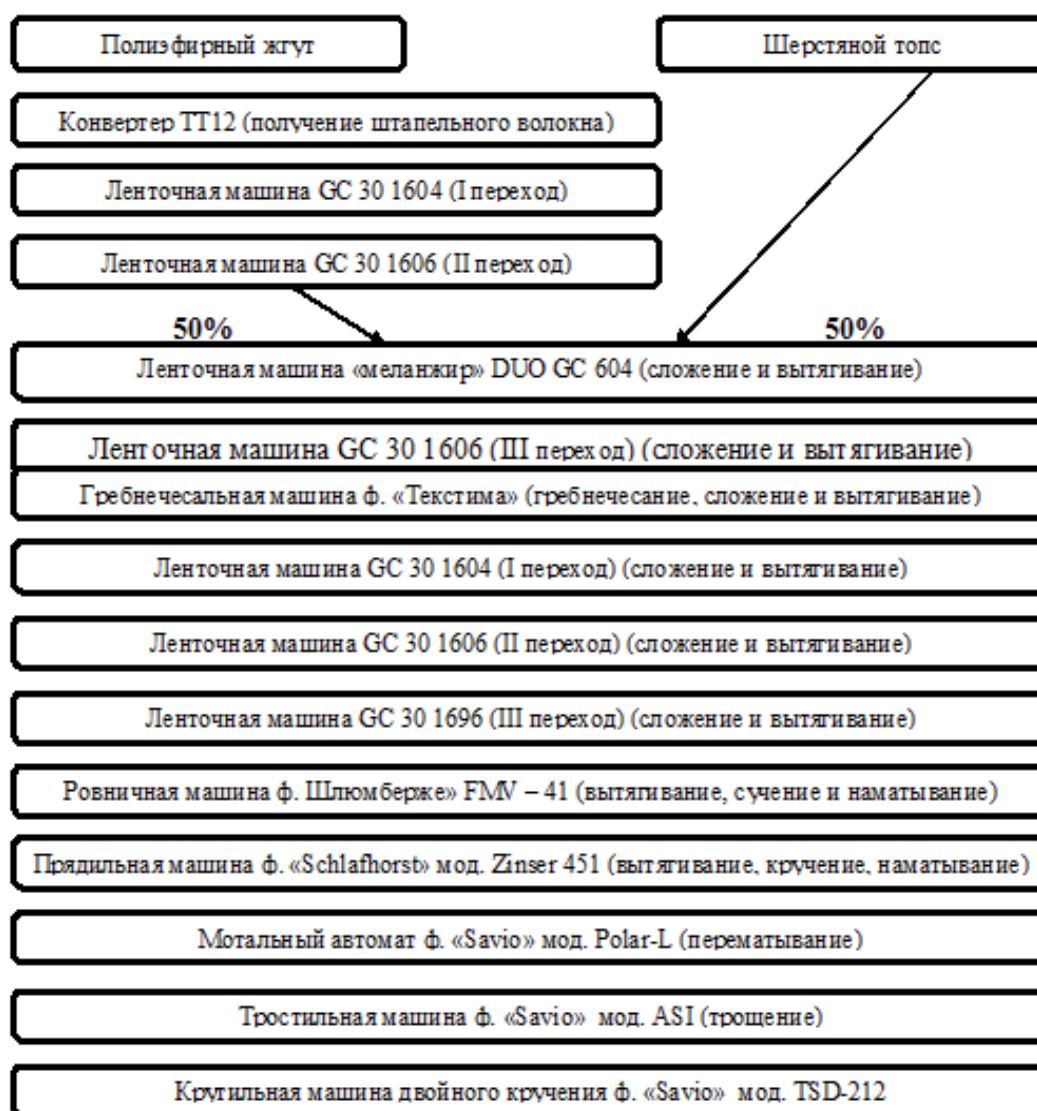 Полиэфирный жгут
Шерстяной топс
Конвертер ТТ12 (получение штапельного волокна)
Ленточная машина GC 30 1604 (I переход)
Ленточная машина GC 30 1606 (II переход)
50%
50%
Ленточная машина «меланжир» DUO GC 604 (сложение и вытягивание)
Ленточная машина GC 30 1606 (III переход) (сложение и вытягивание)
Гребнечесальная машина ф. «Текстима» (гребнечесание, сложение и вытягивание)
Ленточная машина GC 30 1604 (I переход) (сложение и вытягивание)
Ленточная машина GC 30 1606 (II переход) (сложение и вытягивание)
Ленточная машина GC 30 1696 (III переход) (сложение и вытягивание)
Ровничная машина ф. Шлюмберже» FMV – 41 (вытягивание, сучение и наматывание)
Прядильная машина ф. «Schlafhorst» мод. Zinser 451 (вытягивание, кручение, наматывание)
Мотальный автомат ф. «Savio» мод. Polar-L (перематывание)
Тростильная машина ф. «Savio» мод. ASI (трощение)
Крутильная машина двойного кручения ф. «Savio» мод. TSD-212